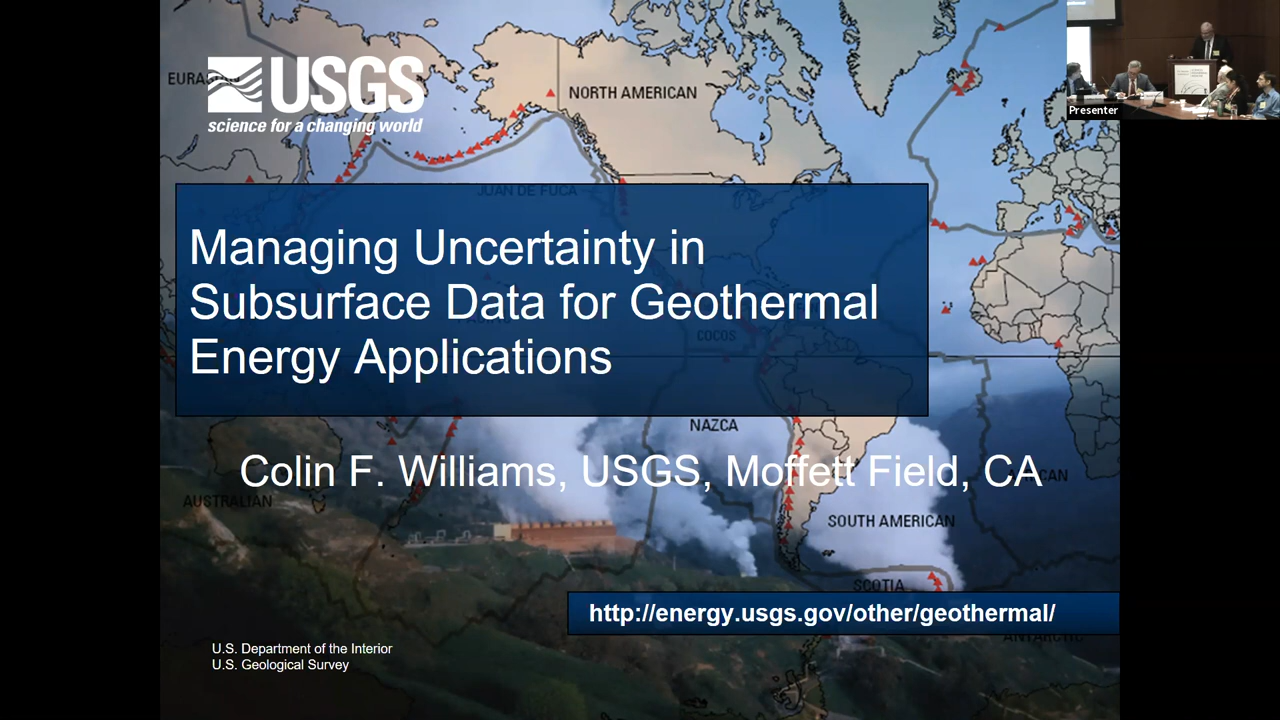 EURASIAN
USGS
science for a changing world
NORTH AMERICAN
Presenter
JUAN DE FUCA
Managing Uncertainty in
Subsurface Data for Geothermal
Energy Applications
COCOS
NAZCA
Colin F. Williams, USGS, Moffett Field, CA
AUSTRALIAN
SOUTH AMERICAN
SCOTIA
http://energy.usgs.gov/other/geothermal/
ANTARCTIC
U.S. Department of the Interior
U.S. Geological Survey